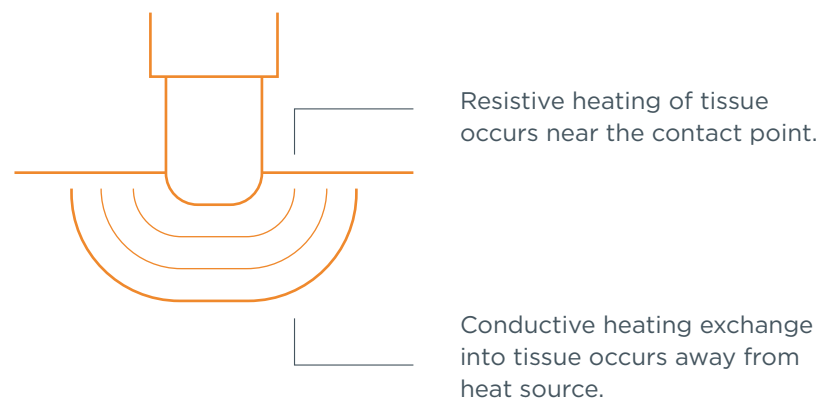 Resistive heating of tissue
occurs near the contact point.
Conductive heating exchange
into tissue occurs away from
heat source.